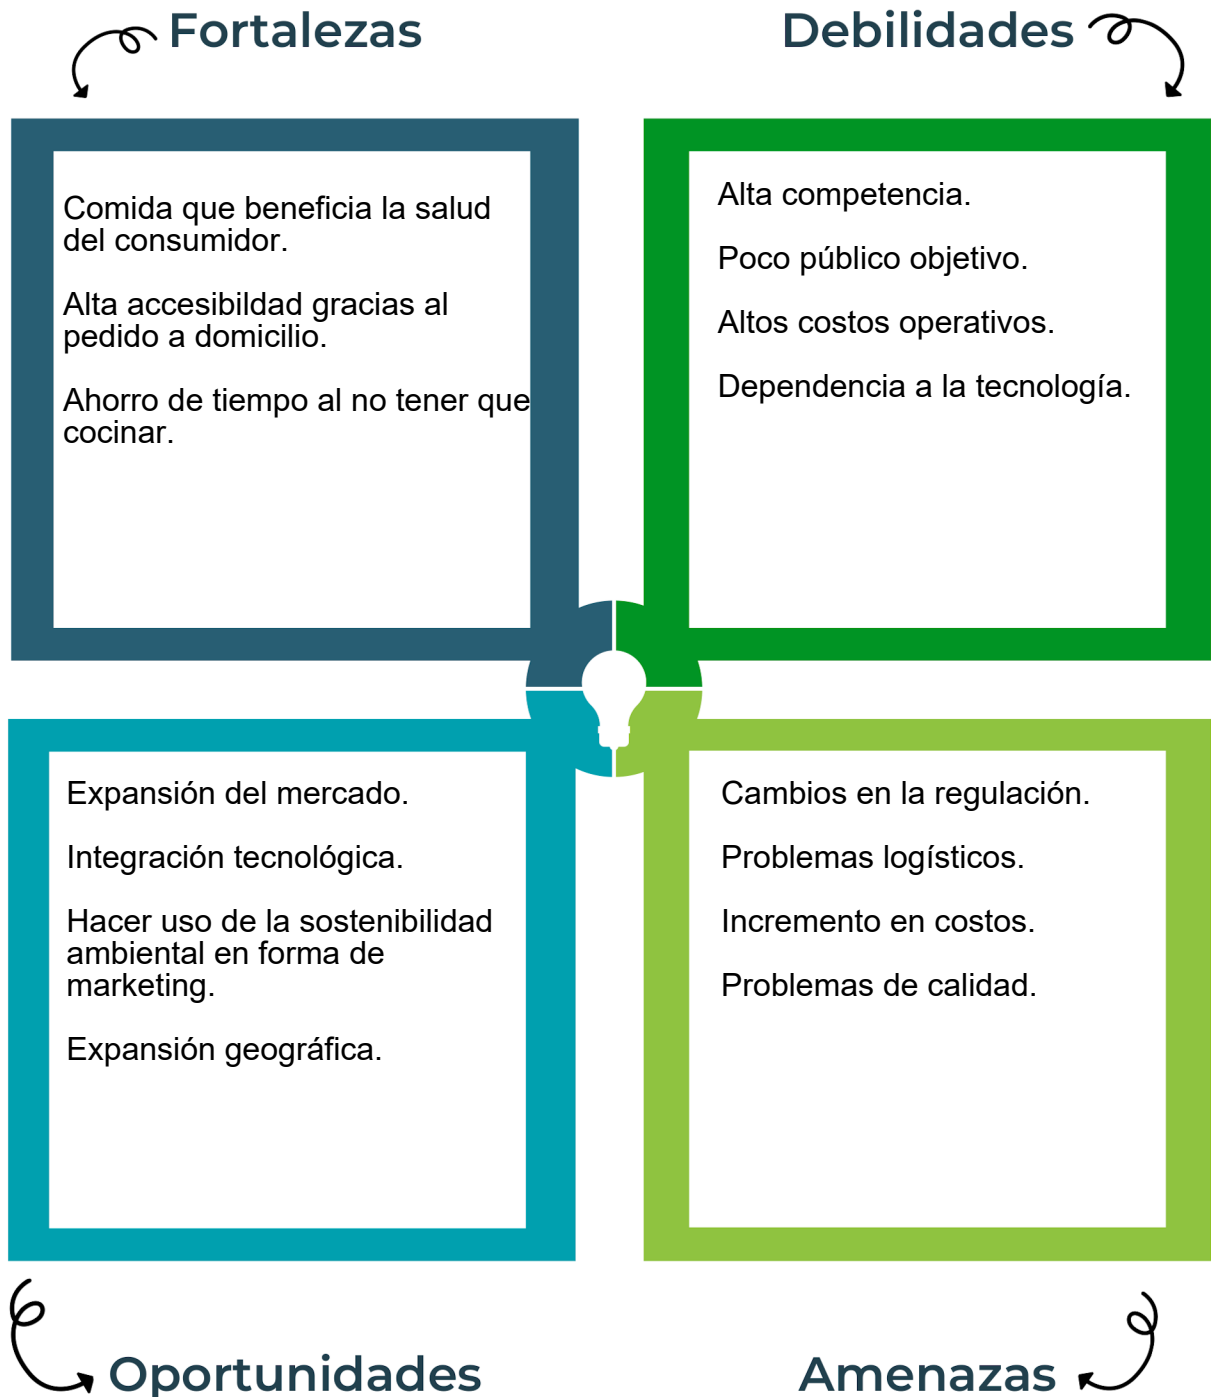 Fortalezas
Comida que beneficia la salud
del consumidor.
Alta accesibildad gracias al
pedido a domicilio.
Ahorro de tiempo al no tener que
cocinar.
Debilidades
Alta competencia.
Poco público objetivo.
Altos costos operativos.
Dependencia a la tecnología.
Expansión del mercado.
Integración tecnológica.
Hacer uso de la sostenibilidad
ambiental en forma de
marketing.
Expansión geográfica.
Oportunidades
Cambios en la regulación.
Problemas logísticos.
Incremento en costos.
Problemas de calidad.
Amenazas